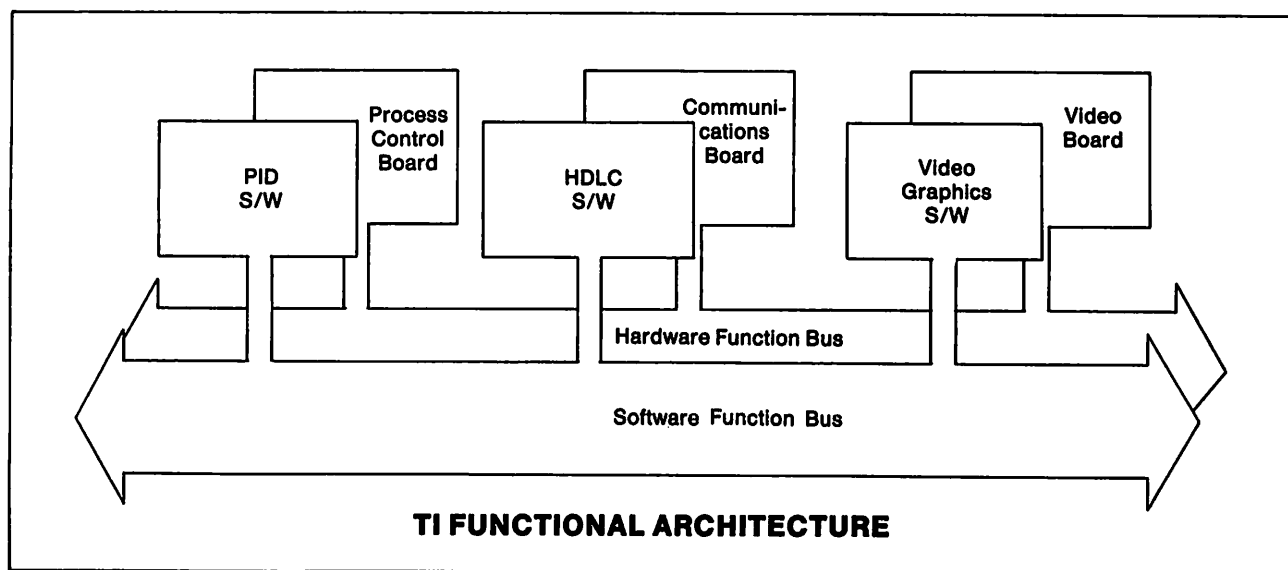 Process
Control
Board
PID
S/W
Communi-
cations
Board
HDLC
S/W
Video
Board
Video
Graphics
S/W
Hardware Function Bus
Software Function Bus
TI FUNCTIONAL ARCHITECTURE